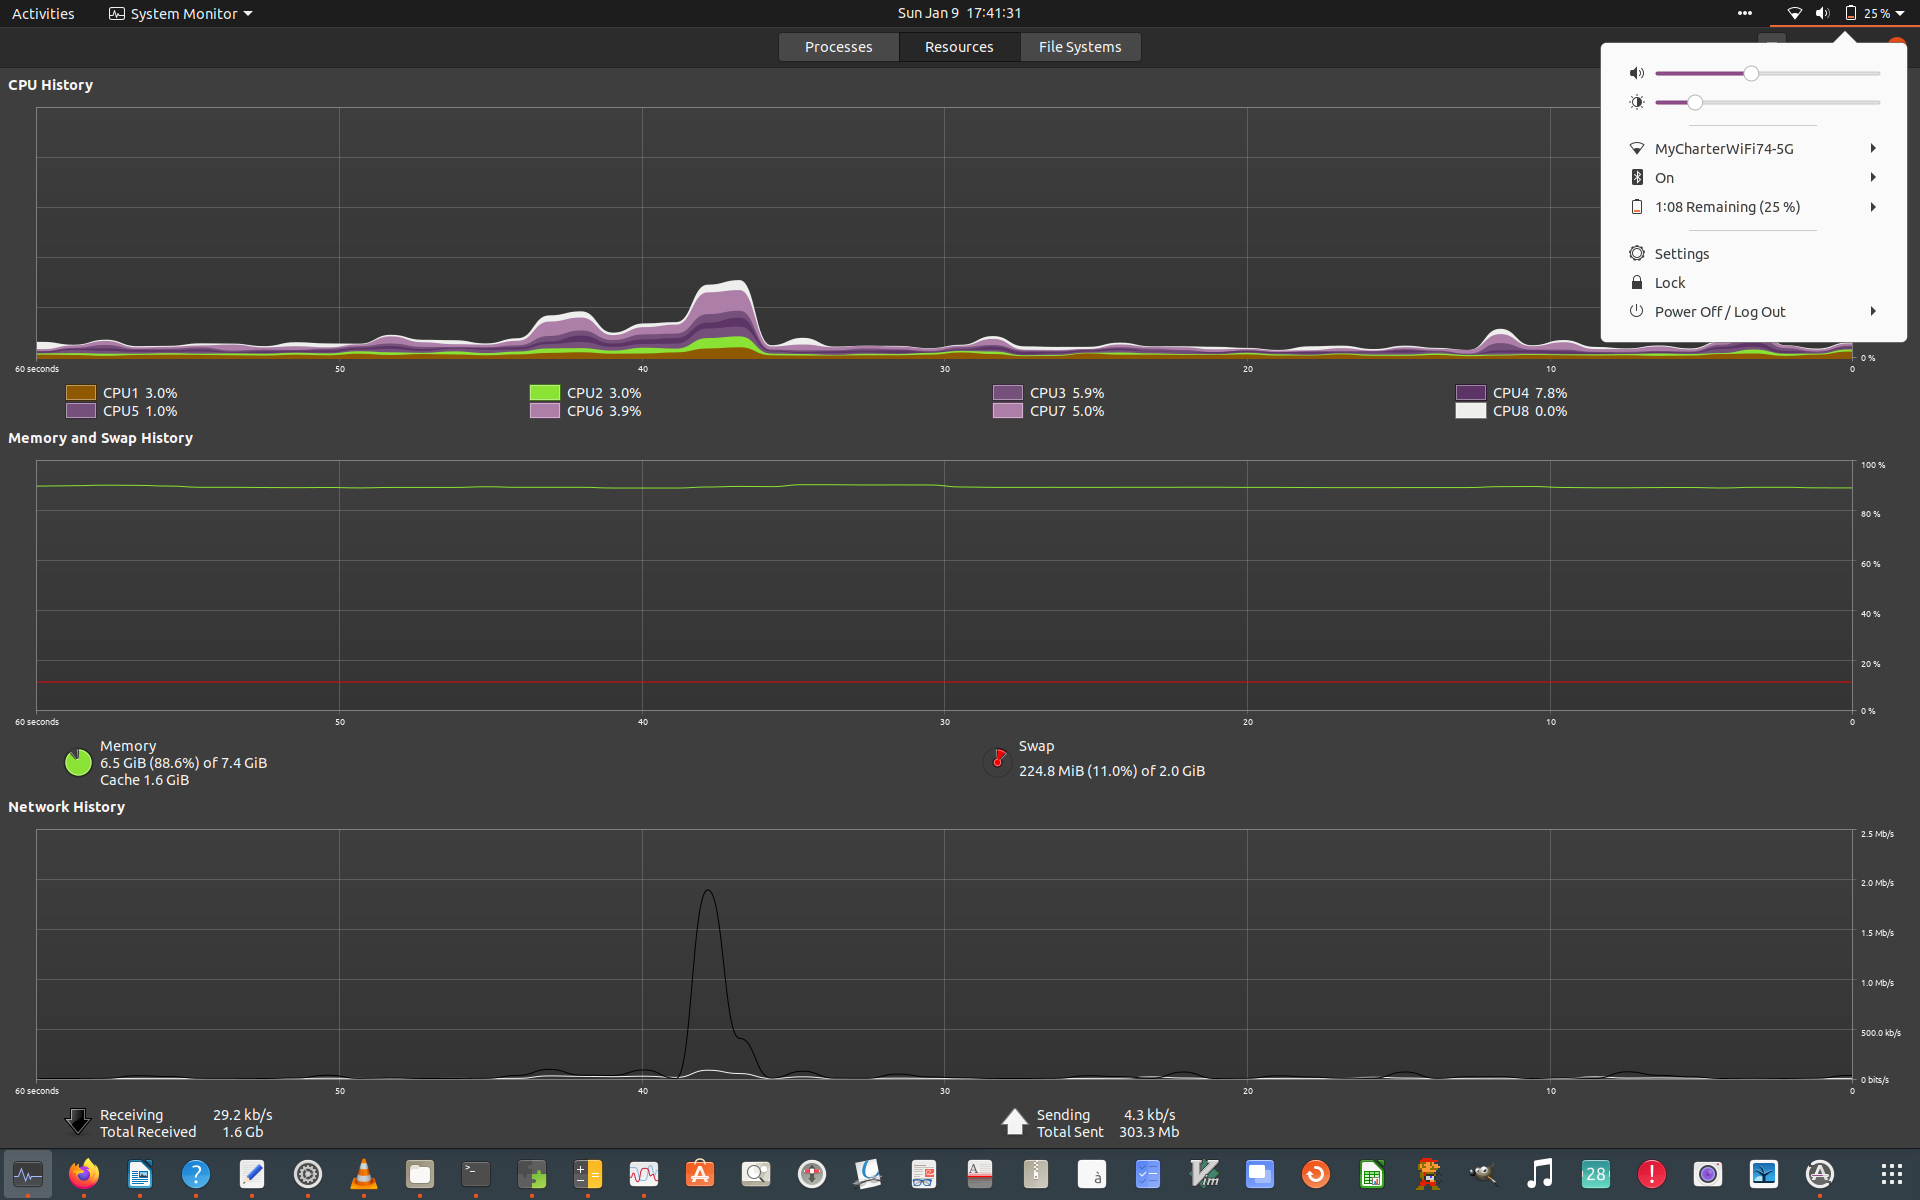 Activities System Monitor Sun Jan 9 17:41:31 25 %
Processes Resources File Systems
CPU History
MyCharterWiFi74-5G
On
1:08 Remaining (25 %)
Settings
Lock
Power Off / Log Out
0 %
60 seconds 50 40 30 20 10 0
CPU1 3.0% CPU2 3.0% CPU3 5.9% CPU4 7.8%
CPU5 1.0% CPU6 3.9% CPU7 5.0% CPU8 0.0%
Memory and Swap History
100 %
80 %
60 %
40 %
20 %
0 %
60 seconds 50 40 30 20 10 0
Memory
6.5 GiB (88.6%) of 7.4 GiB
Cache 1.6 GiB
Swap
224.8 MiB (11.0%) of 2.0 GiB
Network History
2.5 Mb/s
2.0 Mb/s
1.5 Mb/s
1.0 Mb/s
500.0 kb/s
0 bits/s
60 seconds 50 40 30 20 10 0
Receiving 29.2 kb/s
Total Received 1.6 Gb
Sending 4.3 kb/s
Total Sent 303.3 Mb
? >_ A à Vim 28 !